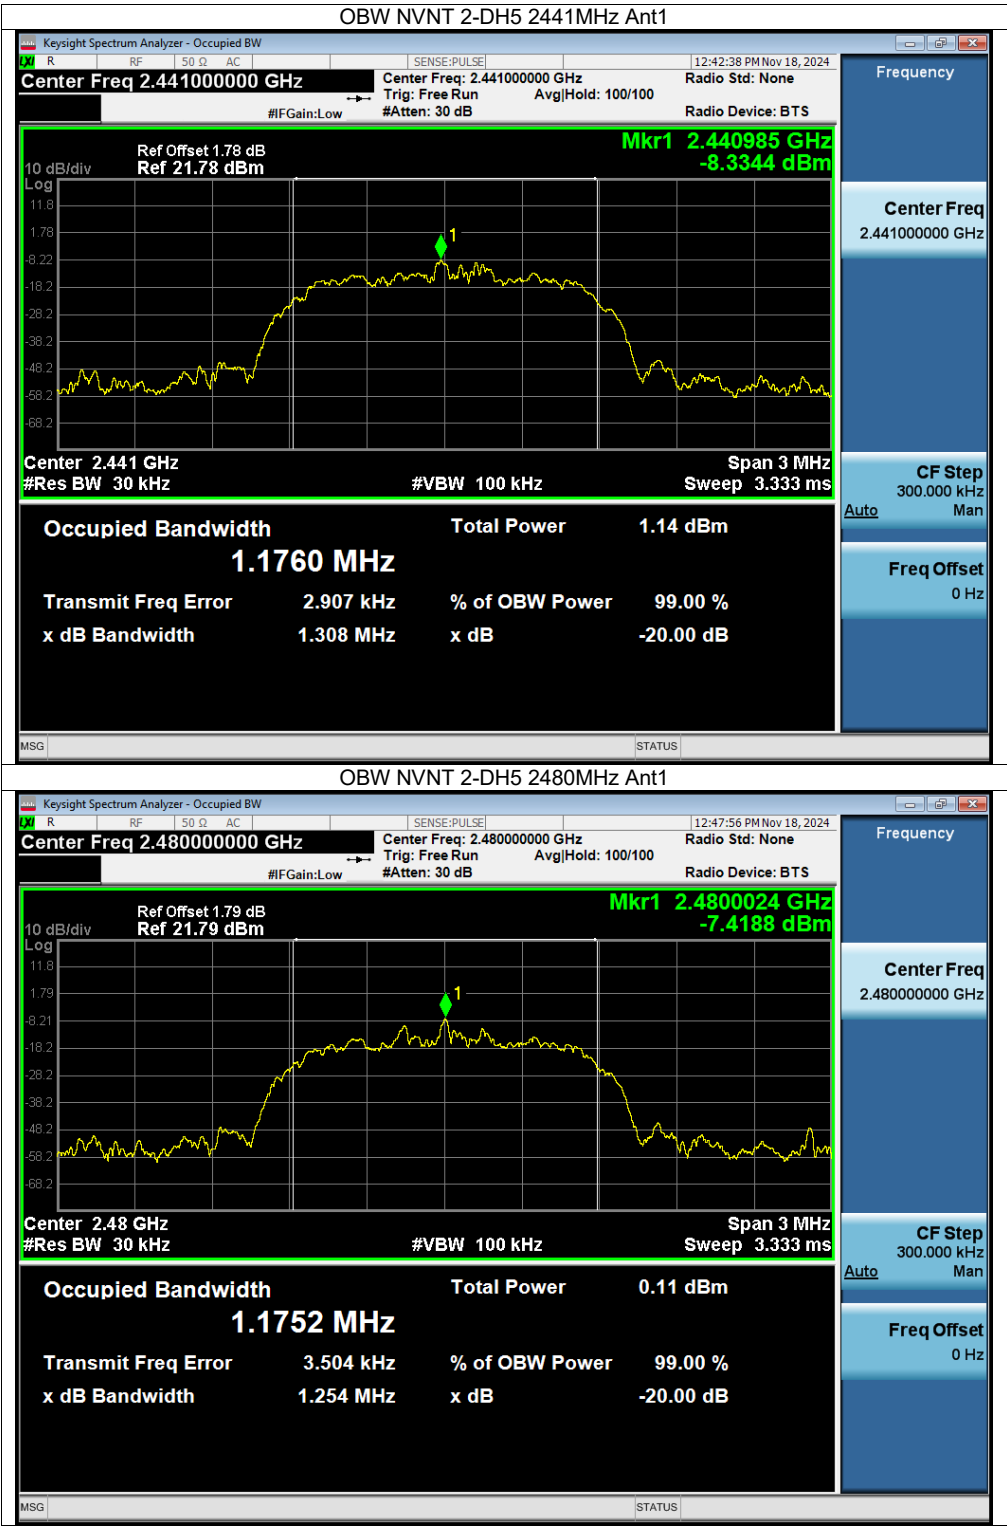 OBW NVNT 2-DH5 2441MHz Ant1
Keysight Spectrum Analyzer - Occupied BW
LXI R RF 50 Ω AC SENSE:PULSE 12:42:38 PM Nov 18, 2024
Center Freq 2.441000000 GHz
Center Freq: 2.441000000 GHz
Radio Std: None
Trig: Free Run Avg|Hold: 100/100
#IFGain:Low #Atten: 30 dB Radio Device: BTS
Frequency
Mkr1 2.440985 GHz
-8.3344 dBm
Ref Offset 1.78 dB
10 dB/div Ref 21.78 dBm
Log
11.8
1.78
-8.22
-18.2
-28.2
-38.2
-48.2
-58.2
-68.2
1
Center 2.441 GHz Span 3 MHz
#Res BW 30 kHz #VBW 100 kHz Sweep 3.333 ms
Center Freq
2.441000000 GHz
CF Step
300.000 kHz
Auto Man
Freq Offset
0 Hz
Occupied Bandwidth Total Power 1.14 dBm
1.1760 MHz
Transmit Freq Error 2.907 kHz % of OBW Power 99.00 %
x dB Bandwidth 1.308 MHz x dB -20.00 dB
MSG STATUS
OBW NVNT 2-DH5 2480MHz Ant1
Keysight Spectrum Analyzer - Occupied BW
LXI R RF 50 Ω AC SENSE:PULSE 12:47:56 PM Nov 18, 2024
Center Freq 2.480000000 GHz
Center Freq: 2.480000000 GHz
Radio Std: None
Trig: Free Run Avg|Hold: 100/100
#IFGain:Low #Atten: 30 dB Radio Device: BTS
Frequency
Mkr1 2.4800024 GHz
-7.4188 dBm
Ref Offset 1.79 dB
10 dB/div Ref 21.79 dBm
Log
11.8
1.79
-8.21
-18.2
-28.2
-38.2
-48.2
-58.2
-68.2
1
Center 2.48 GHz Span 3 MHz
#Res BW 30 kHz #VBW 100 kHz Sweep 3.333 ms
Center Freq
2.480000000 GHz
CF Step
300.000 kHz
Auto Man
Freq Offset
0 Hz
Occupied Bandwidth Total Power 0.11 dBm
1.1752 MHz
Transmit Freq Error 3.504 kHz % of OBW Power 99.00 %
x dB Bandwidth 1.254 MHz x dB -20.00 dB
MSG STATUS